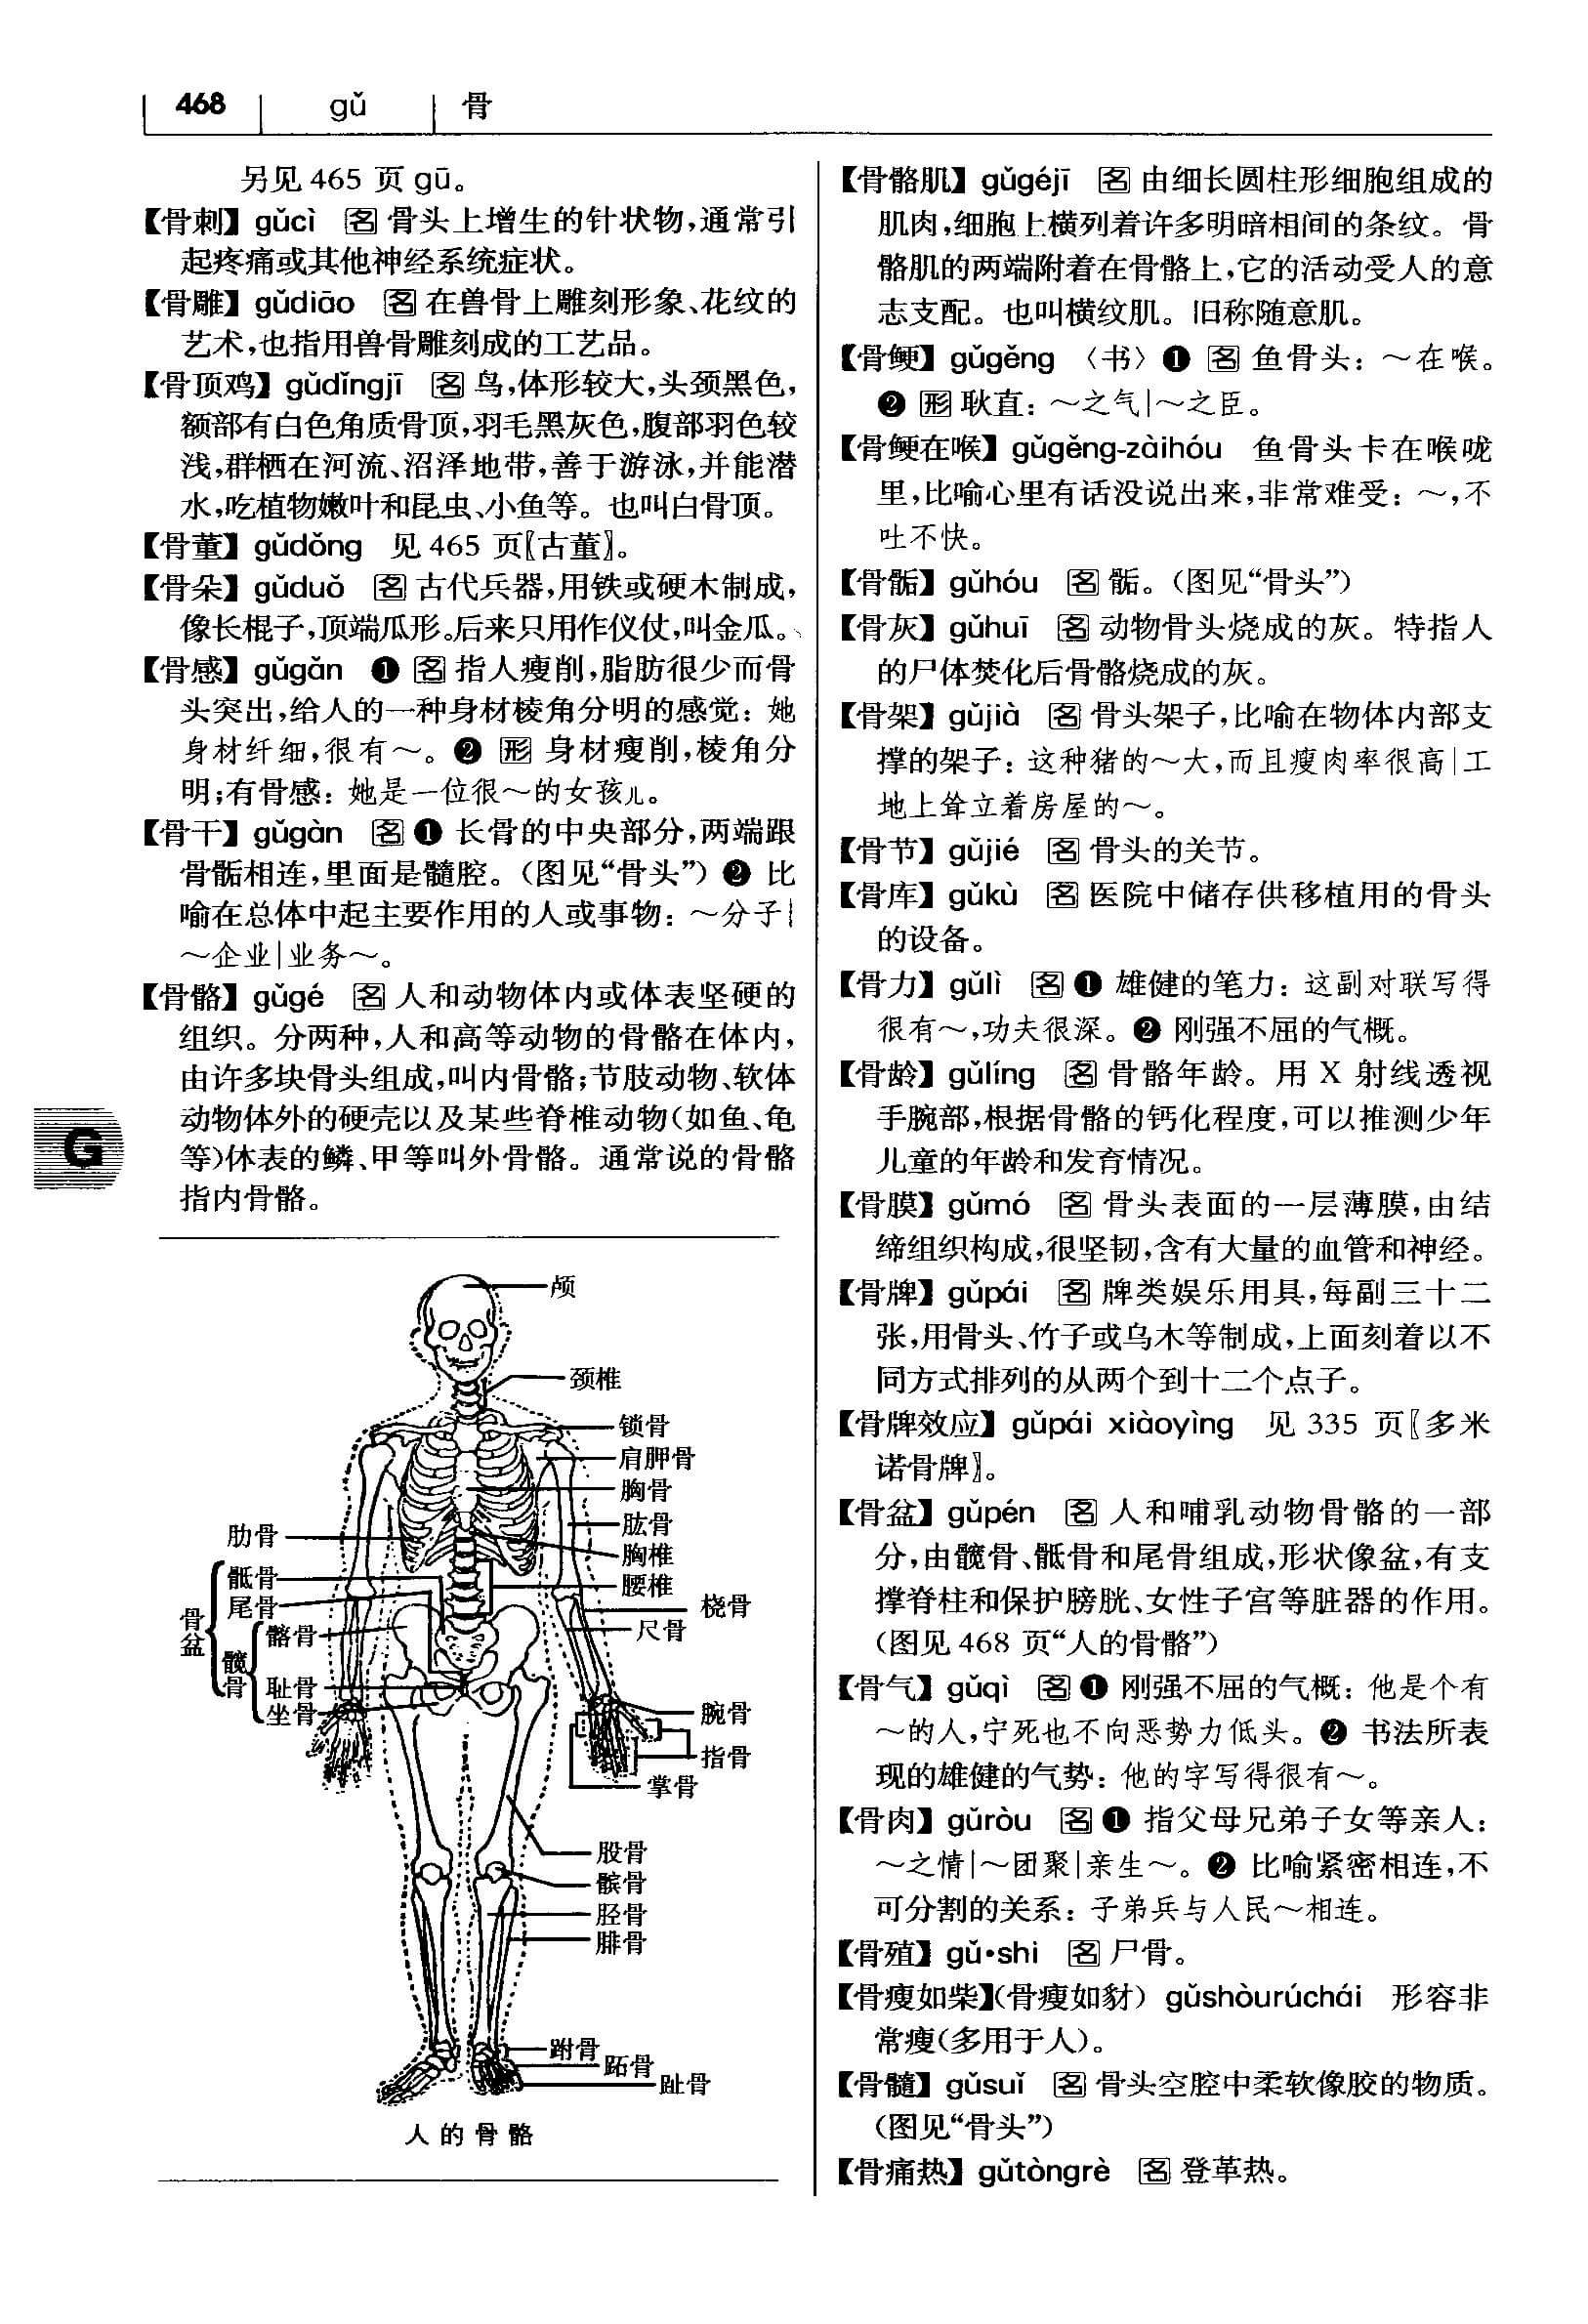 468 gǔ 骨
另见 465 页 gū。
【骨刺】 gǔcì 名 骨头上增生的针状物,通常引
起疼痛或其他神经系统症状。
【骨雕】 gǔdiāo 名 在兽骨上雕刻形象、花纹的
艺术,也指用兽骨雕刻成的工艺品。
【骨顶鸡】 gǔdǐngjī 名 鸟,体形较大,头颈黑色,
额部有白色角质骨顶,羽毛黑灰色,腹部羽色较
浅,群栖在河流、沼泽地带,善于游泳,并能潜
水,吃植物嫩叶和昆虫、小鱼等。也叫白骨顶。
【骨董】 gǔdǒng 见 465 页〖古董〗。
【骨朵】 gǔduǒ 名 古代兵器,用铁或硬木制成,
像长棍子,顶端瓜形。后来只用作仪仗,叫金瓜。
【骨感】 gǔgǎn ❶ 名 指人瘦削,脂肪很少而骨
头突出,给人的一种身材棱角分明的感觉：她
身材纤细,很有～。❷ 形 身材瘦削,棱角分
明;有骨感：她是一位很～的女孩儿。
【骨干】 gǔgàn 名 ❶ 长骨的中央部分,两端跟
骨骺相连,里面是髓腔。(图见“骨头”) ❷ 比
喻在总体中起主要作用的人或事物：～分子|
～企业|业务～。
【骨骼】 gǔgé 名 人和动物体内或体表坚硬的
组织。分两种,人和高等动物的骨骼在体内,
由许多块骨头组成,叫内骨骼;节肢动物、软体
动物体外的硬壳以及某些脊椎动物(如鱼、龟
等)体表的鳞、甲等叫外骨骼。通常说的骨骼
指内骨骼。
G
颅
颈椎
锁骨
肩胛骨
胸骨
肱骨
胸椎
腰椎
桡骨
尺骨
肋骨
骶骨
尾骨
骨盆
髂骨
髋骨
耻骨
坐骨
腕骨
指骨
掌骨
股骨
髌骨
胫骨
腓骨
跗骨
跖骨
趾骨
人的骨骼
【骨骼肌】 gǔgéjī 名 由细长圆柱形细胞组成的
肌肉,细胞上横列着许多明暗相间的条纹。骨
骼肌的两端附着在骨骼上,它的活动受人的意
志支配。也叫横纹肌。旧称随意肌。
【骨鲠】 gǔgěng 〈书〉❶ 名 鱼骨头：～在喉。
❷ 形 耿直：～之气|～之臣。
【骨鲠在喉】 gǔgěng-zàihóu 鱼骨头卡在喉咙
里,比喻心里有话没说出来,非常难受：～,不
吐不快。
【骨骺】 gǔhóu 名 骺。(图见“骨头”)
【骨灰】 gǔhuī 名 动物骨头烧成的灰。特指人
的尸体焚化后骨骼烧成的灰。
【骨架】 gǔjià 名 骨头架子,比喻在物体内部支
撑的架子：这种猪的～大,而且瘦肉率很高|工
地上耸立着房屋的～。
【骨节】 gǔjié 名 骨头的关节。
【骨库】 gǔkù 名 医院中储存供移植用的骨头
的设备。
【骨力】 gǔlì 名 ❶ 雄健的笔力：这副对联写得
很有～,功夫很深。❷ 刚强不屈的气概。
【骨龄】 gǔlíng 名 骨骼年龄。用 X 射线透视
手腕部,根据骨骼的钙化程度,可以推测少年
儿童的年龄和发育情况。
【骨膜】 gǔmó 名 骨头表面的一层薄膜,由结
缔组织构成,很坚韧,含有大量的血管和神经。
【骨牌】 gǔpái 名 牌类娱乐用具,每副三十二
张,用骨头、竹子或乌木等制成,上面刻着以不
同方式排列的从两个到十二个点子。
【骨牌效应】 gǔpái xiàoyìng 见 335 页〖多米
诺骨牌〗。
【骨盆】 gǔpén 名 人和哺乳动物骨骼的一部
分,由髋骨、骶骨和尾骨组成,形状像盆,有支
撑脊柱和保护膀胱、女性子宫等脏器的作用。
(图见 468 页“人的骨骼”)
【骨气】 gǔqì 名 ❶ 刚强不屈的气概：他是个有
～的人,宁死也不向恶势力低头。❷ 书法所表
现的雄健的气势：他的字写得很有～。
【骨肉】 gǔròu 名 ❶ 指父母兄弟子女等亲人：
～之情|～团聚|亲生～。❷ 比喻紧密相连,不
可分割的关系：子弟兵与人民～相连。
【骨殖】 gǔ•shi 名 尸骨。
【骨瘦如柴】(骨瘦如豺) gǔshòurúchái 形容非
常瘦(多用于人)。
【骨髓】 gǔsuǐ 名 骨头空腔中柔软像胶的物质。
(图见“骨头”)
【骨痛热】 gǔtòngrè 名 登革热。